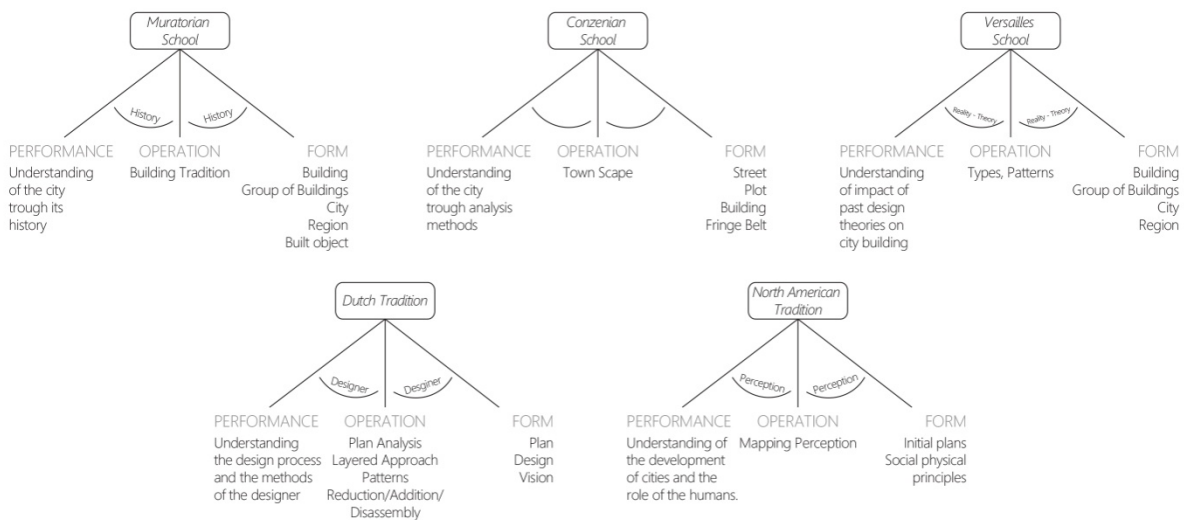 Muratorian
School
History
History
PERFORMANCE
Understanding
of the city
trough its
history
OPERATION
Building Tradition
FORM
Building
Group of Buildings
City
Region
Built object
Conzenian
School
PERFORMANCE
Understanding
of the city
trough analysis
methods
OPERATION
Town Scape
FORM
Street
Plot
Building
Fringe Belt
Versailles
School
Reality - Theory
Reality - Theory
PERFORMANCE
Understanding
of impact of
past design
theories on
city building
OPERATION
Types, Patterns
FORM
Building
Group of Buildings
City
Region
Dutch Tradition
Designer
Desginer
PERFORMANCE
Understanding
the design process
and the methods
of the designer
OPERATION
Plan Analysis
Layered Approach
Patterns
Reduction/Addition/
Disassembly
FORM
Plan
Design
Vision
North American
Tradition
Perception
Perception
PERFORMANCE
Understanding of
the development
of cities and the
role of the humans.
OPERATION
Mapping Perception
FORM
Initial plans
Social physical
principles